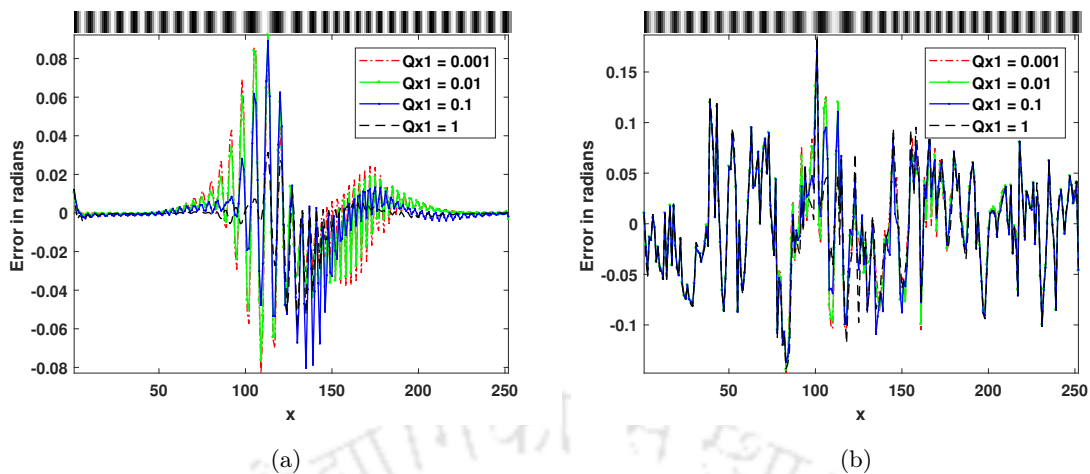 Qx1 = 0.001
Qx1 = 0.01
Qx1 = 0.1
Qx1 = 1
0.08
0.06
0.04
0.02
0
-0.02
-0.04
-0.06
-0.08
Error in radians
50
100
150
200
250
x
(a)
Qx1 = 0.001
Qx1 = 0.01
Qx1 = 0.1
Qx1 = 1
0.15
0.1
0.05
0
-0.05
-0.1
Error in radians
50
100
150
200
250
x
(b)